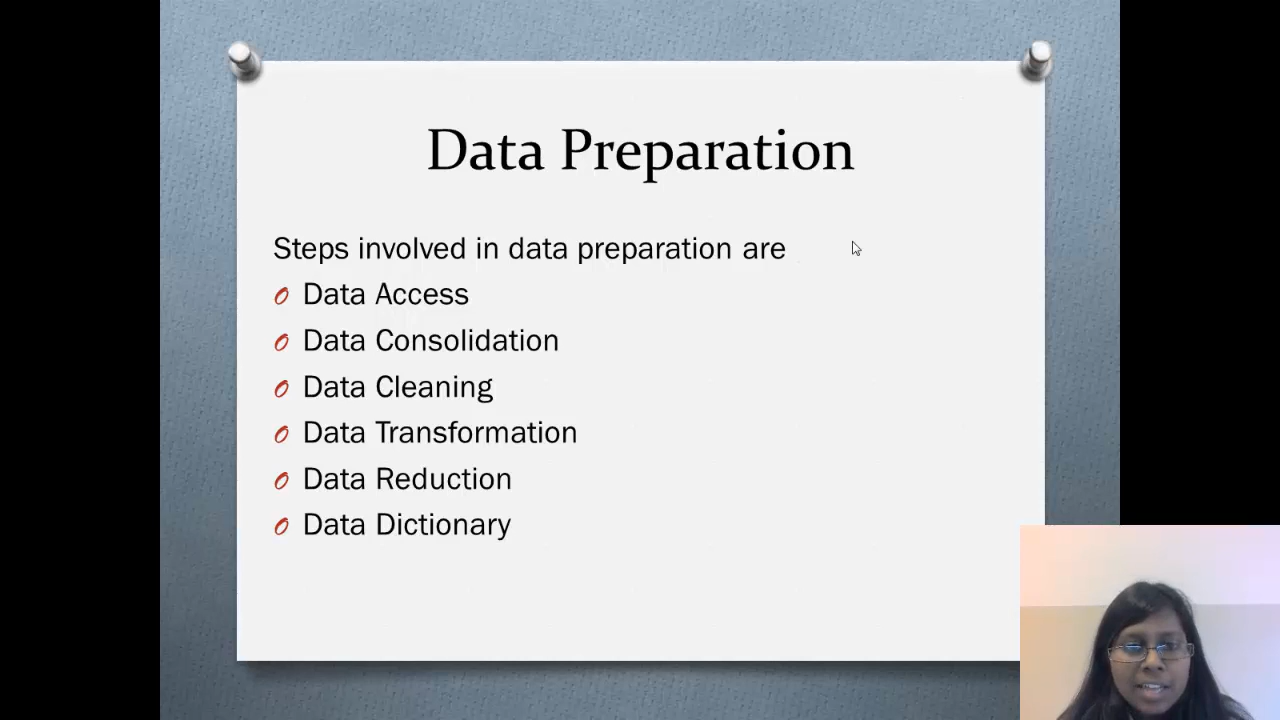 Data Preparation
Steps involved in data preparation are
Data Access
Data Consolidation
Data Cleaning
Data Transformation
Data Reduction
Data Dictionary